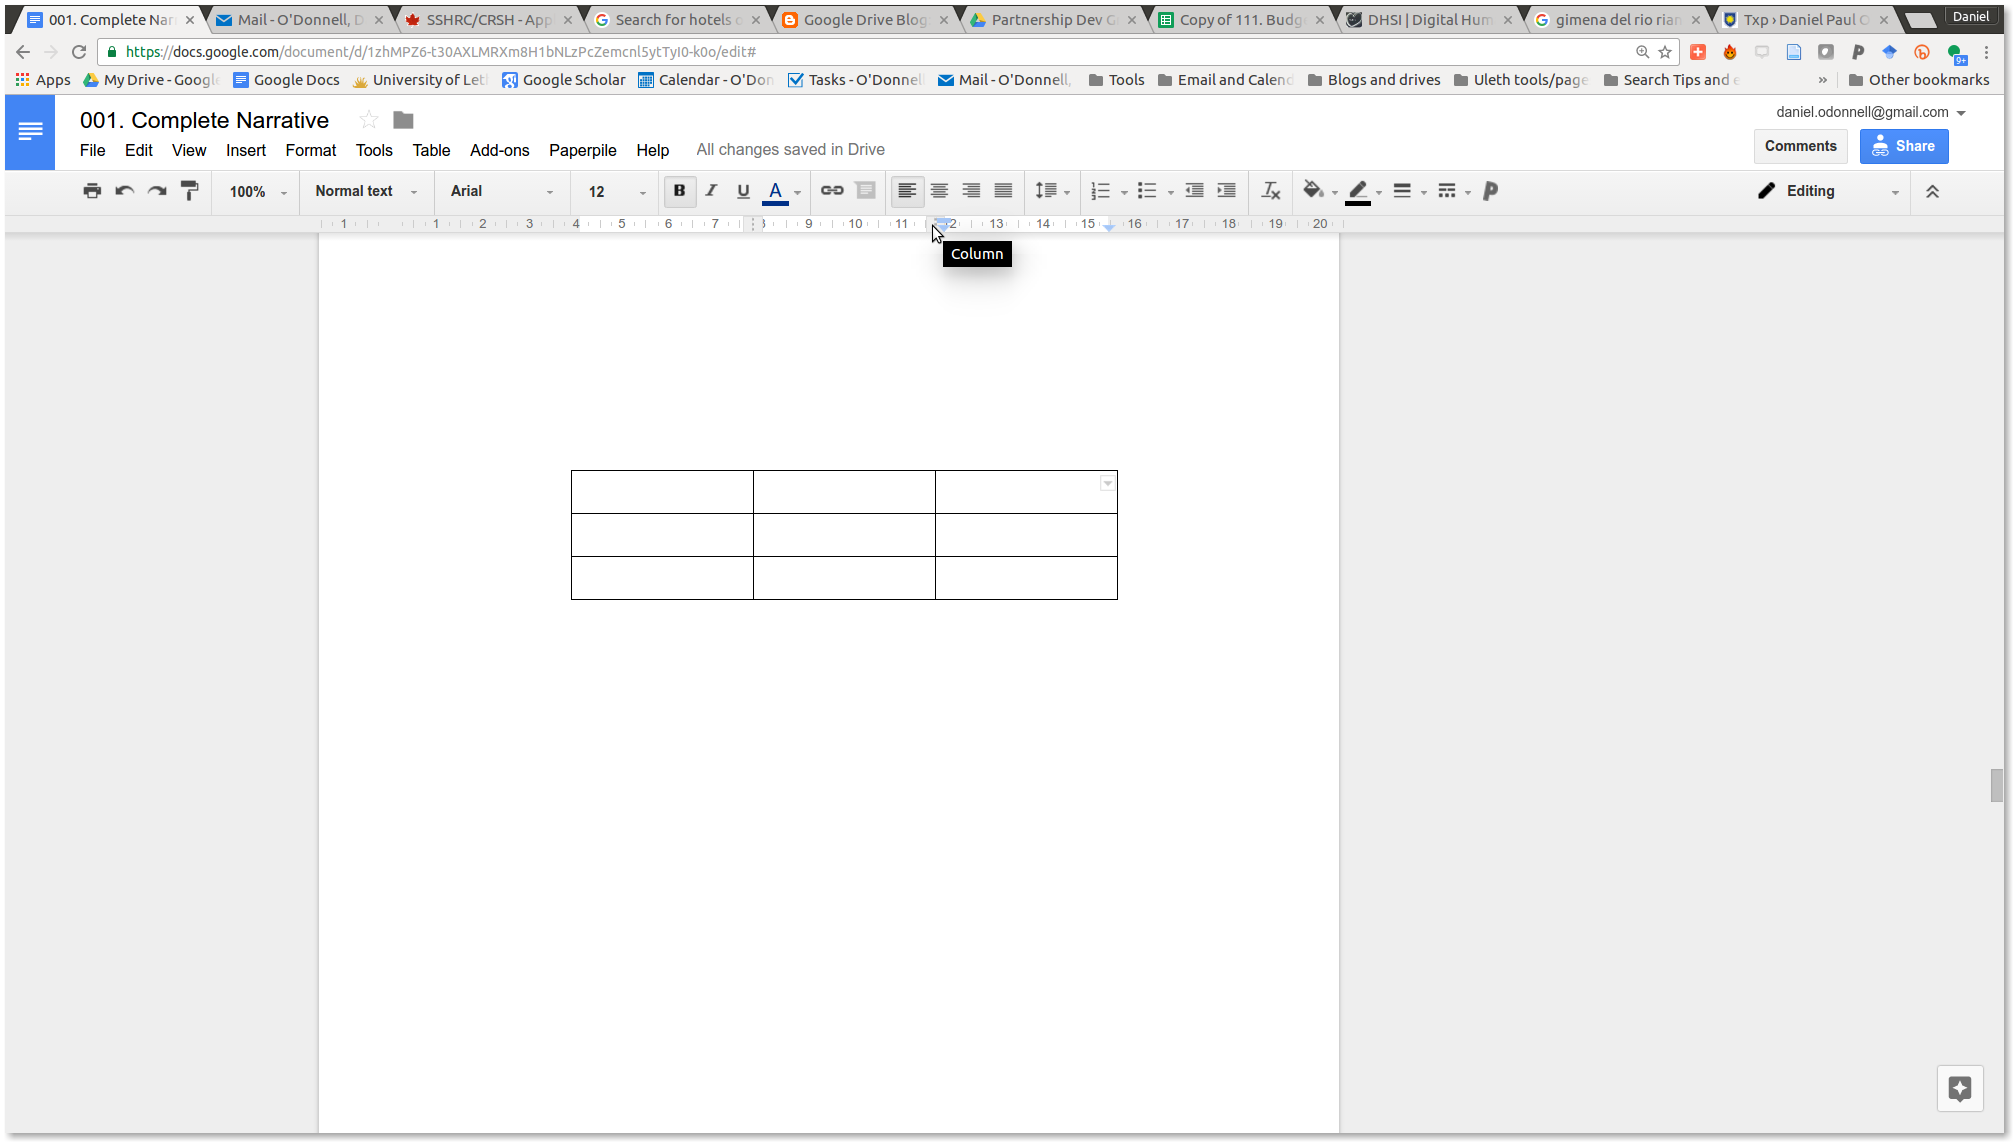 001. Complete Nar
Mail - O'Donnell, D
SSHRC/CRSH - App
Search for hotels o
Google Drive Blog
Partnership Dev G
Copy of 111. Budg
DHSI | Digital Hum
gimena del rio rian
Txp › Daniel Paul O
Daniel
https://docs.google.com/document/d/1zhMPZ6-t30AXLMRXm8H1bNLzPcZemcnl5ytTyI0-k0o/edit#
9+
Apps My Drive - Googl Google Docs University of Let Google Scholar Calendar - O'Don Tasks - O'Donnel Mail - O'Donnell, Tools Email and Calend Blogs and drives Uleth tools/page Search Tips and e » Other bookmarks
001. Complete Narrative
daniel.odonnell@gmail.com
File Edit View Insert Format Tools Table Add-ons Paperpile Help All changes saved in Drive
Comments
Share
100% Normal text Arial 12 B I U A Editing
1 1 2 3 4 5 6 7 8 9 10 11 12 13 14 15 16 17 18 19 20
Column